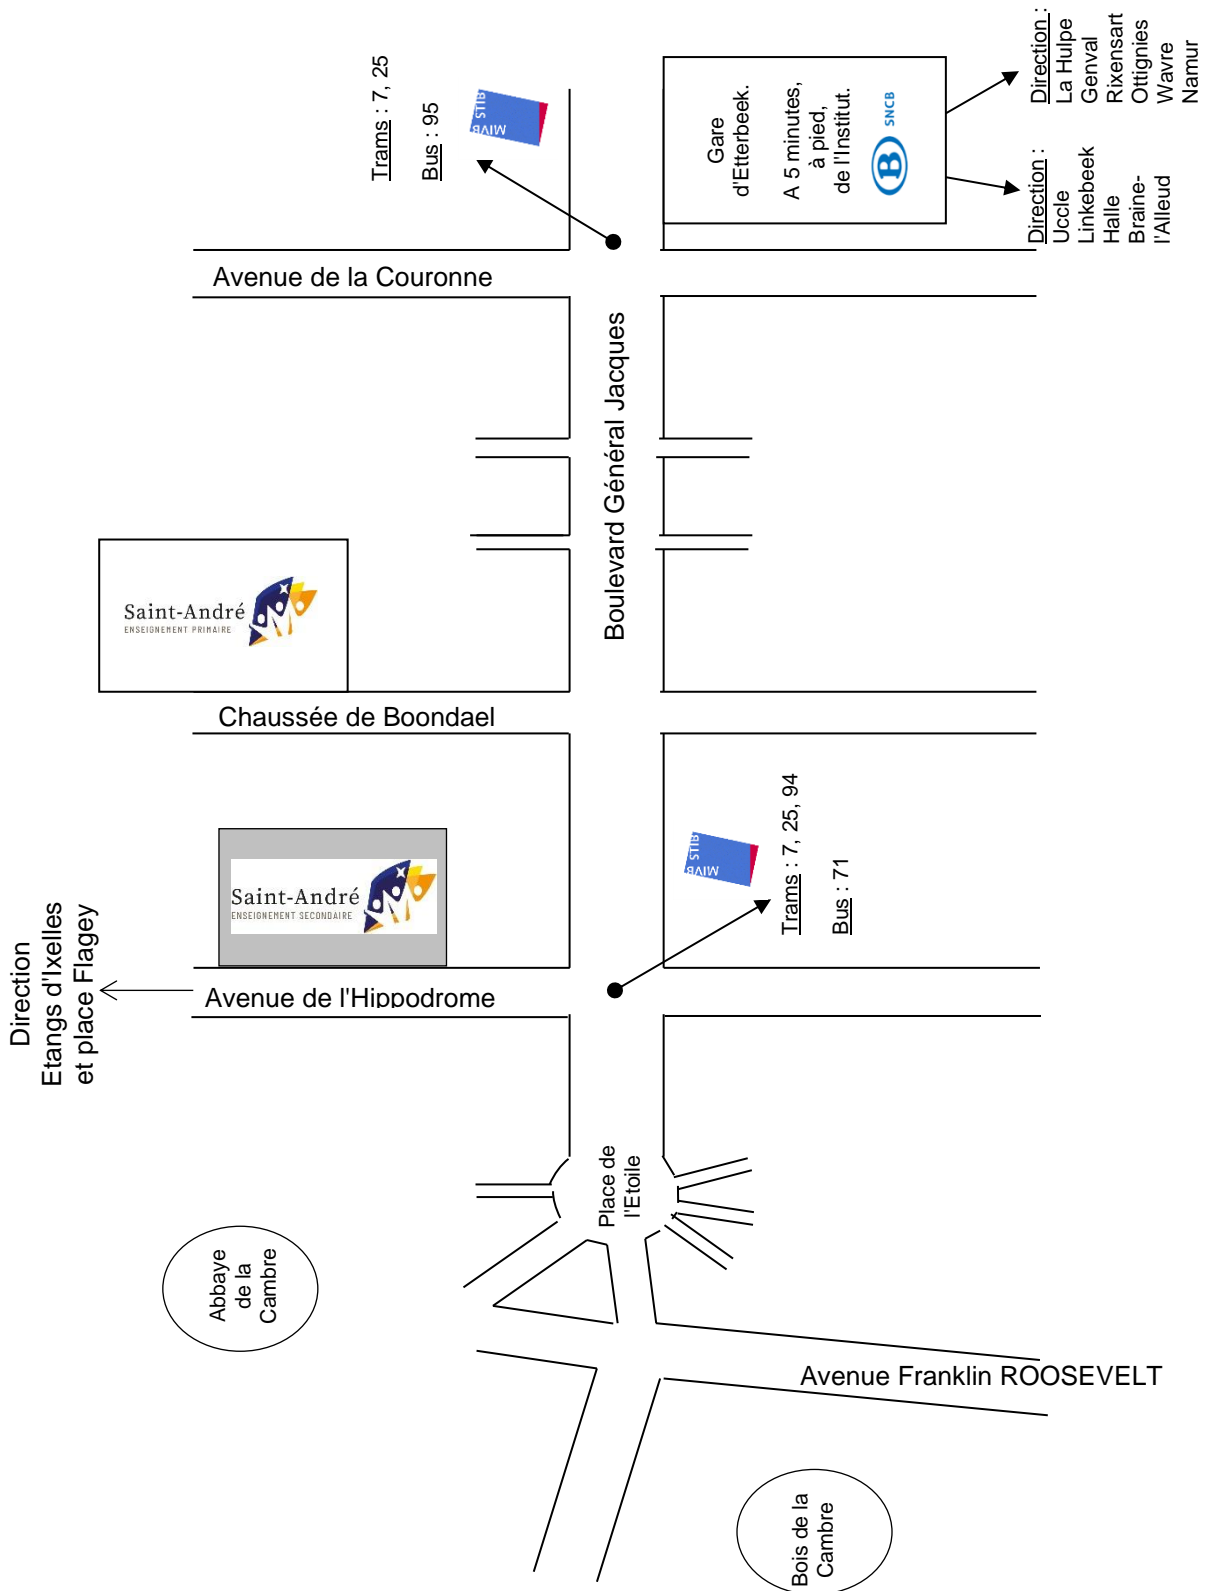 Trams : 7, 25
Bus : 95
STIB
MIVB
Gare
d'Etterbeek.
A 5 minutes,
à pied,
de l'Institut.
B SNCB
Direction :
La Hulpe
Genval
Rixensart
Ottignies
Wavre
Namur
Direction :
Uccle
Linkebeek
Halle
Braine-
l'Alleud
Avenue de la Couronne
Boulevard Général Jacques
Saint-André
ENSEIGNEMENT PRIMAIRE
Chaussée de Boondael
Saint-André
ENSEIGNEMENT SECONDAIRE
STIB
MIVB
Trams : 7, 25, 94
Bus : 71
Direction
Etangs d'Ixelles
et place Flagey
Avenue de l'Hippodrome
Place de
l'Etoile
Abbaye
de la
Cambre
Avenue Franklin ROOSEVELT
Bois de la
Cambre